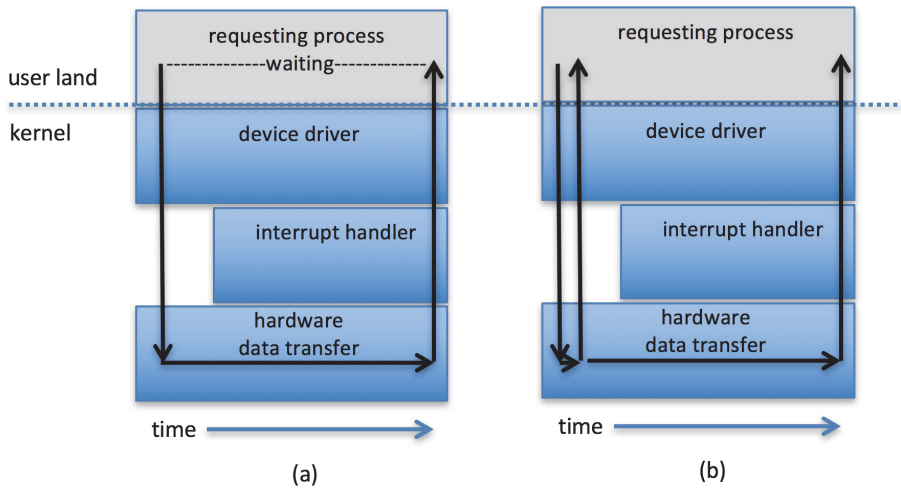 user land
kernel
requesting process
waiting
device driver
interrupt handler
hardware
data transfer
time
(a)
requesting process
device driver
interrupt handler
hardware
data transfer
time
(b)